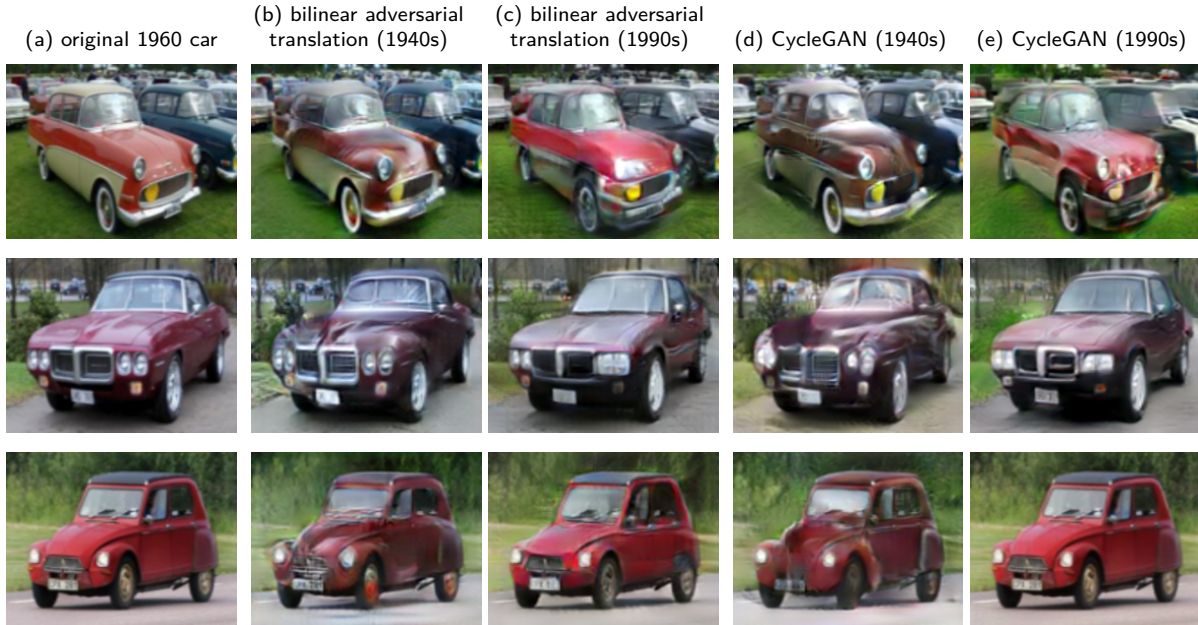 (a) original 1960 car
(b) bilinear adversarial
translation (1940s)
(c) bilinear adversarial
translation (1990s)
(d) CycleGAN (1940s)
(e) CycleGAN (1990s)